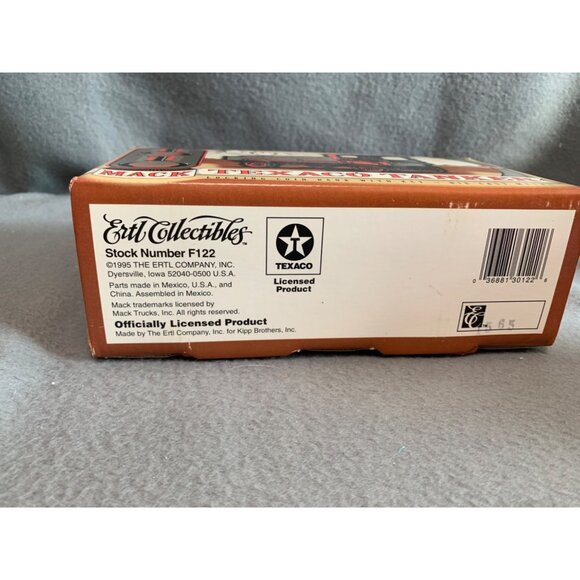 MACK TEXACO TANKER
Ertl Collectibles™
Stock Number F122
©1995 THE ERTL COMPANY, INC.
Dyersville, Iowa 52040-0500 U.S.A.
Parts made in Mexico, U.S.A., and
China. Assembled in Mexico.
Mack trademarks licensed by
Mack Trucks, Inc. All rights reserved.
Officially Licensed Product
Made by The Ertl Company, Inc. for Kipp Brothers, Inc.
T
TEXACO
Licensed
Product
0 36881 30122 6